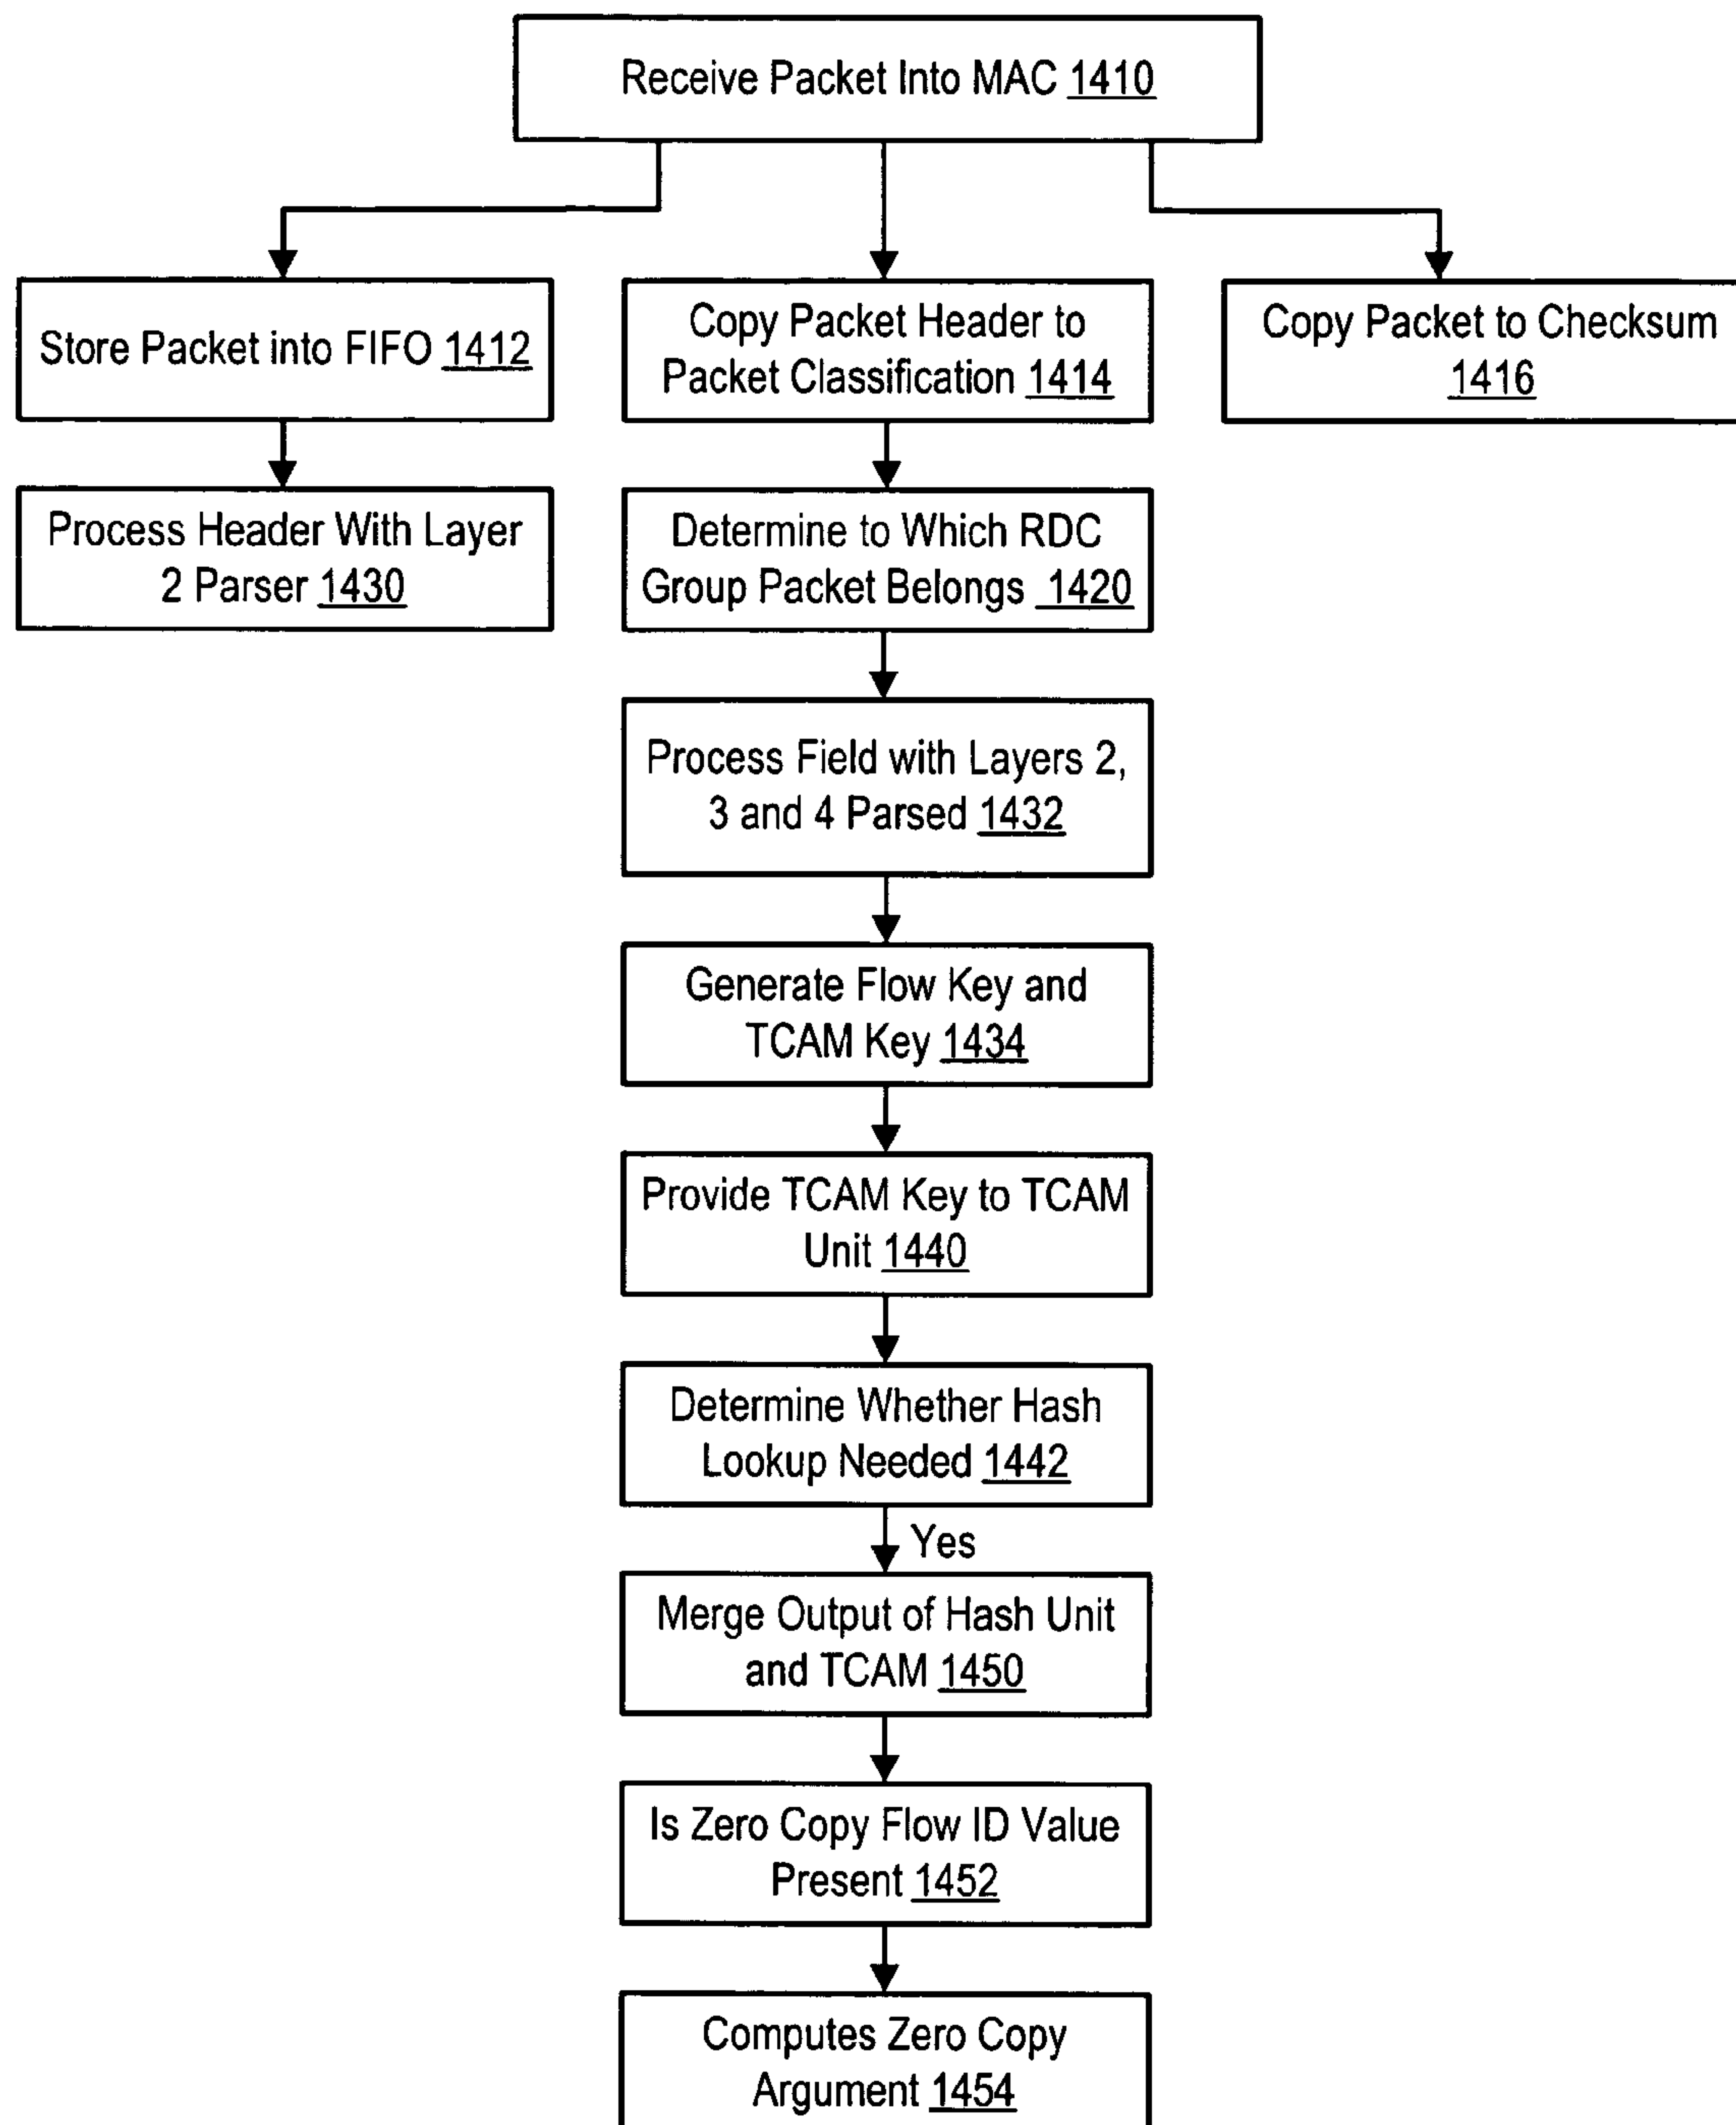 Receive Packet Into MAC 1410
Store Packet into FIFO 1412
Copy Packet Header to
Packet Classification 1414
Copy Packet to Checksum
1416
Process Header With Layer
2 Parser 1430
Determine to Which RDC
Group Packet Belongs 1420
Process Field with Layers 2,
3 and 4 Parsed 1432
Generate Flow Key and
TCAM Key 1434
Provide TCAM Key to TCAM
Unit 1440
Determine Whether Hash
Lookup Needed 1442
Yes
Merge Output of Hash Unit
and TCAM 1450
Is Zero Copy Flow ID Value
Present 1452
Computes Zero Copy
Argument 1454